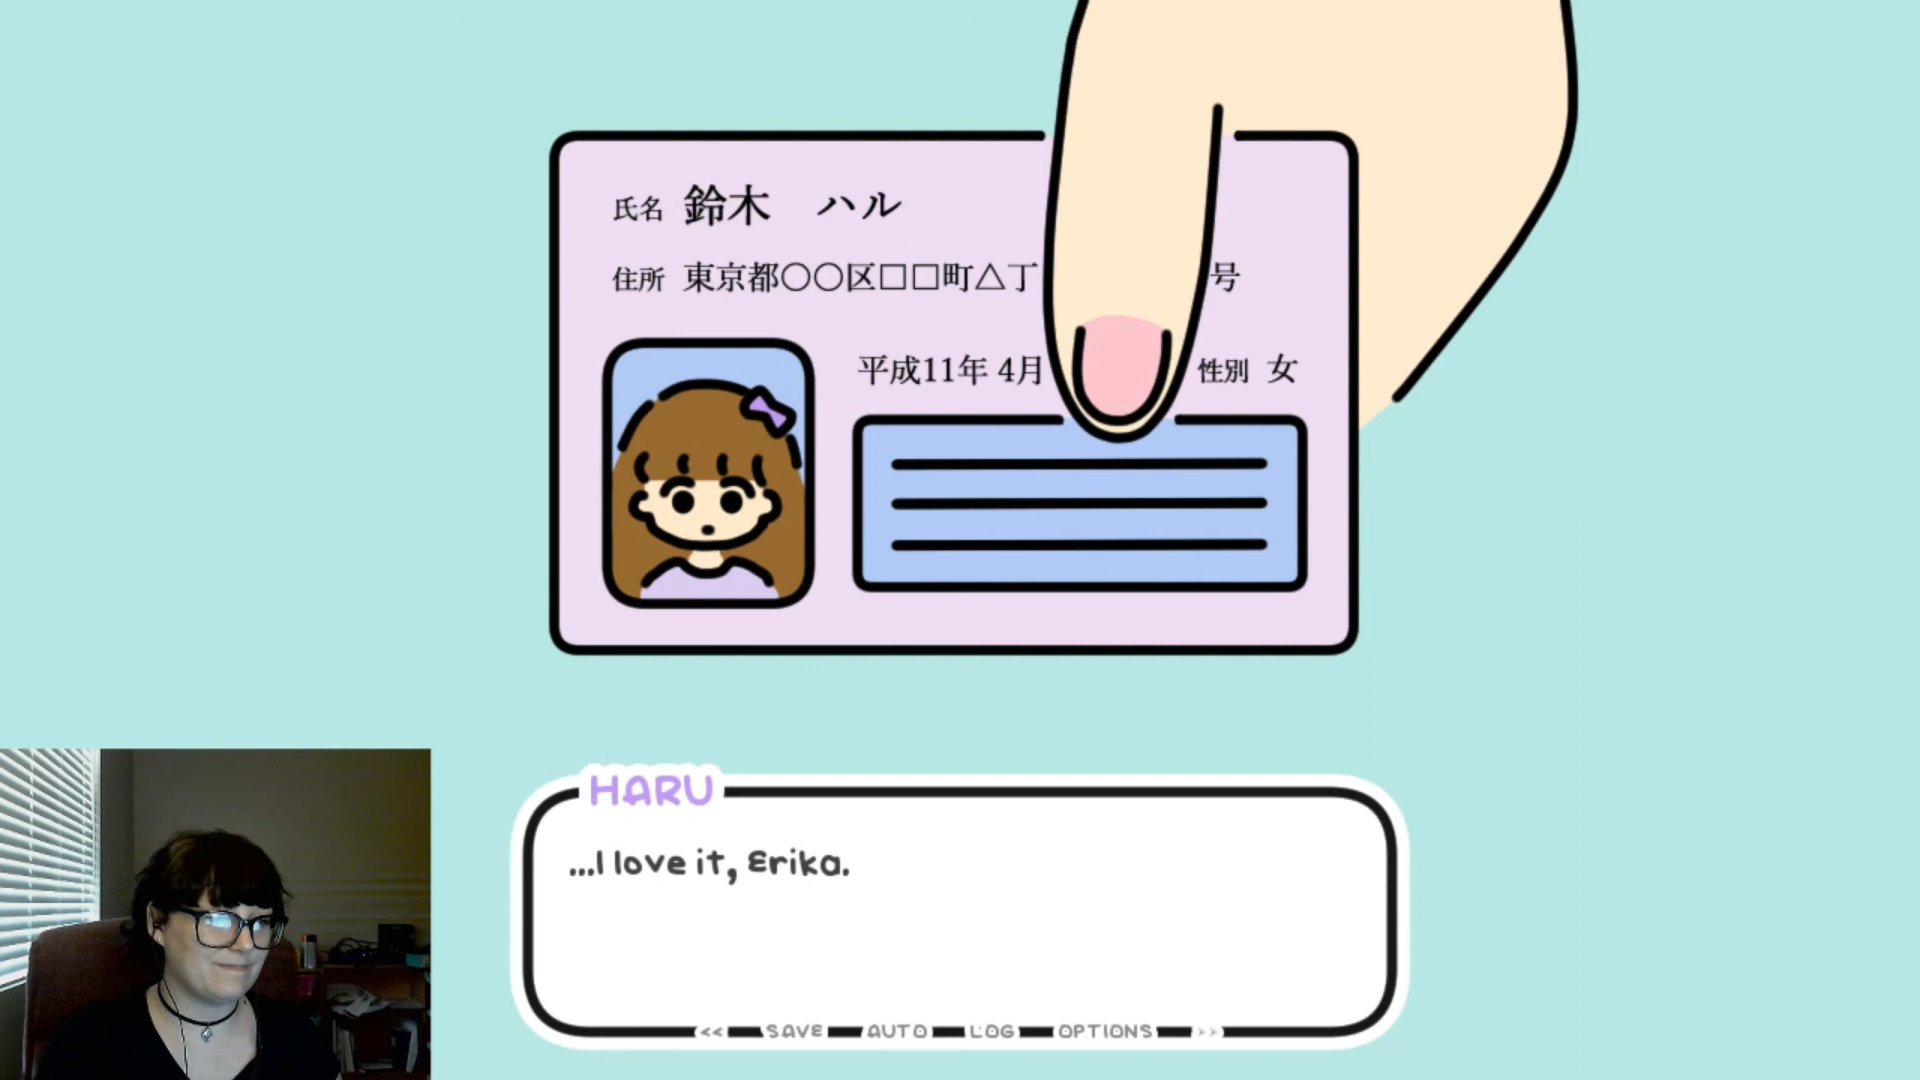 氏名 鈴木 ハル
住所 東京都〇〇区□□町△丁 号
平成11年 4月 性別 女
HARU
...I love it, Erika.
<< SAVE AUTO LOG OPTIONS >>